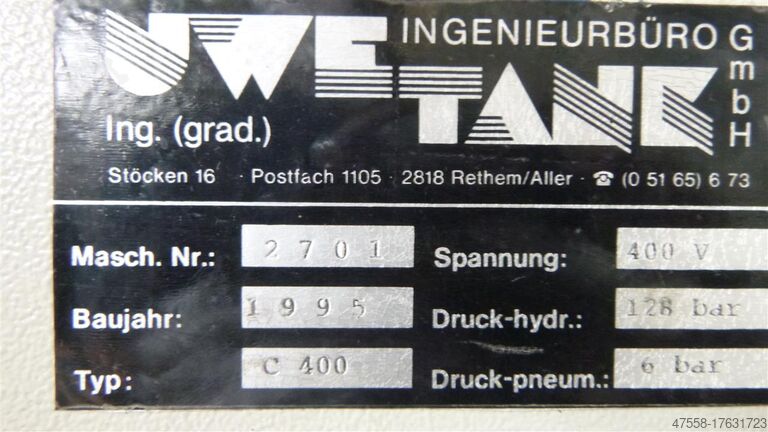 UWE TANK INGENIEURBÜRO GmbH
Ing. (grad.)
Stöcken 16 · Postfach 1105 · 2818 Rethem/Aller · ☎ (0 51 65) 6 73
Masch. Nr.: 2701 Spannung: 400 V
Baujahr: 1995 Druck-hydr.: 128 bar
Typ: C 400 Druck-pneum.: 6 bar
47558-17631723